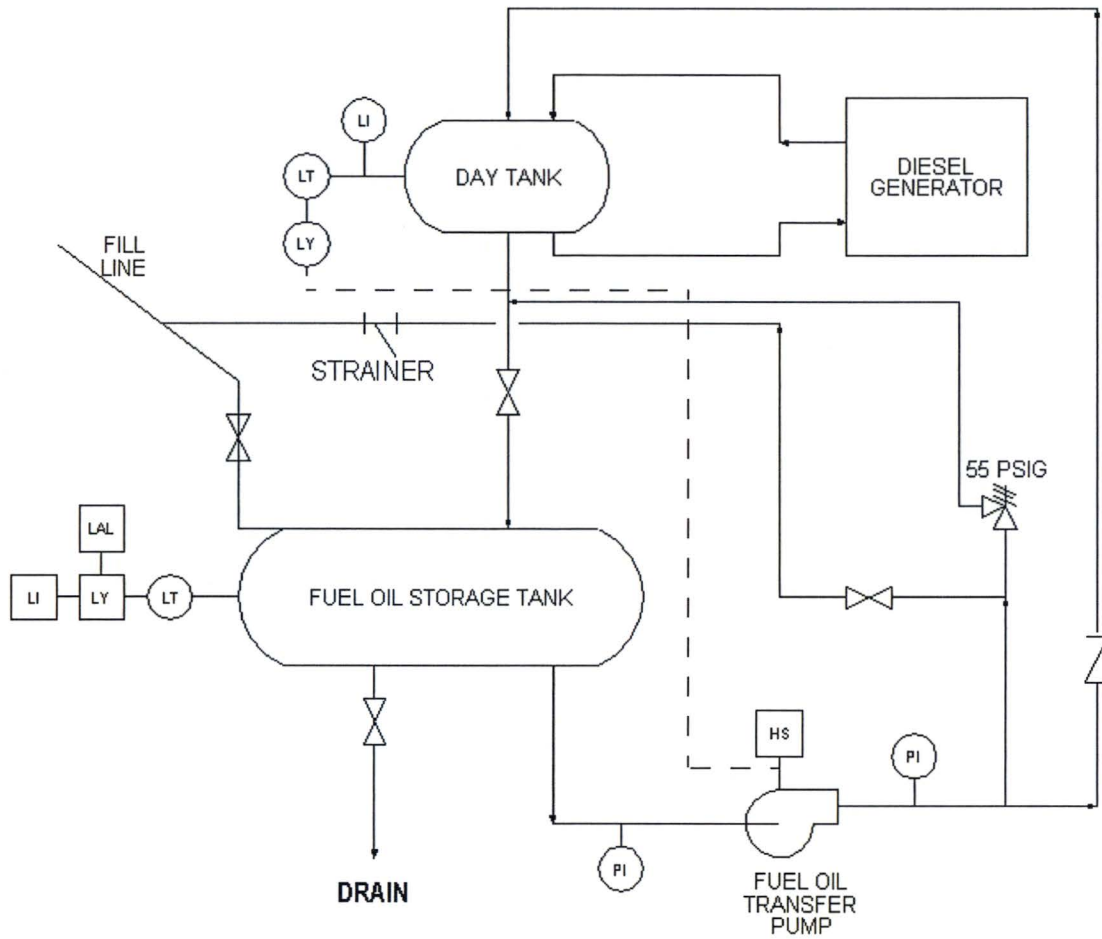 LI
DAY TANK
DIESEL
GENERATOR
LT
LY
FILL
LINE
STRAINER
55 PSIG
LAL
LI
LY
LT
FUEL OIL STORAGE TANK
HS
PI
PI
DRAIN
FUEL OIL
TRANSFER
PUMP